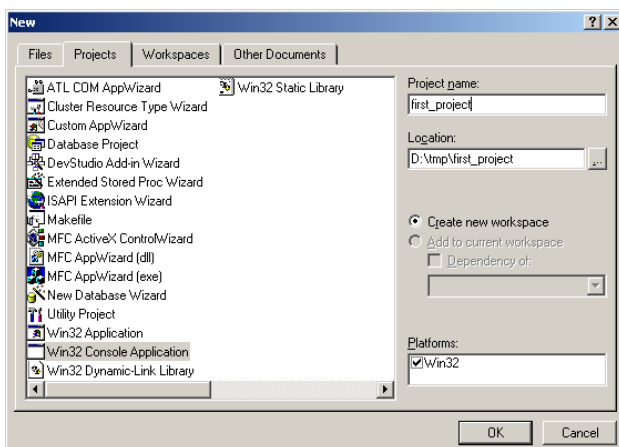 New
Files
Projects
Workspaces
Other Documents
ATL COM AppWizard
Cluster Resource Type Wizard
Custom AppWizard
Database Project
DevStudio Add-in Wizard
Extended Stored Proc Wizard
ISAPI Extension Wizard
Makefile
MFC ActiveX ControlWizard
MFC AppWizard (dll)
MFC AppWizard (exe)
New Database Wizard
Utility Project
Win32 Application
Win32 Console Application
Win32 Dynamic-Link Library
Win32 Static Library
Project name:
first_project
Location:
D:\tmp\first_project
...
Create new workspace
Add to current workspace
Dependency of:
Platforms:
Win32
OK
Cancel